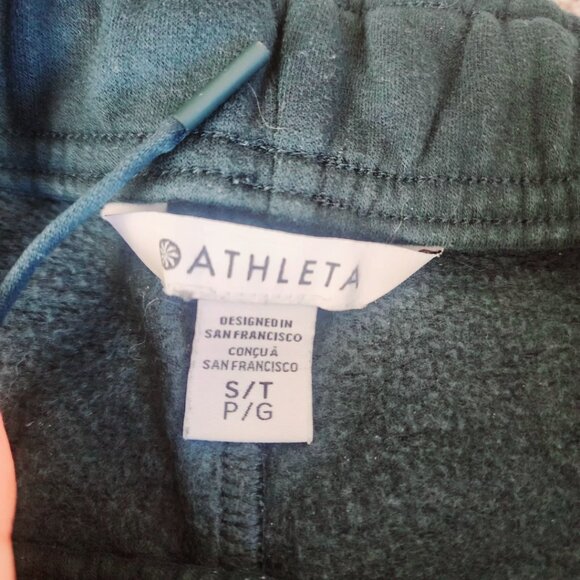 ATHLETA
DESIGNED IN
SAN FRANCISCO
CONÇU À
SAN FRANCISCO
S/T
P/G